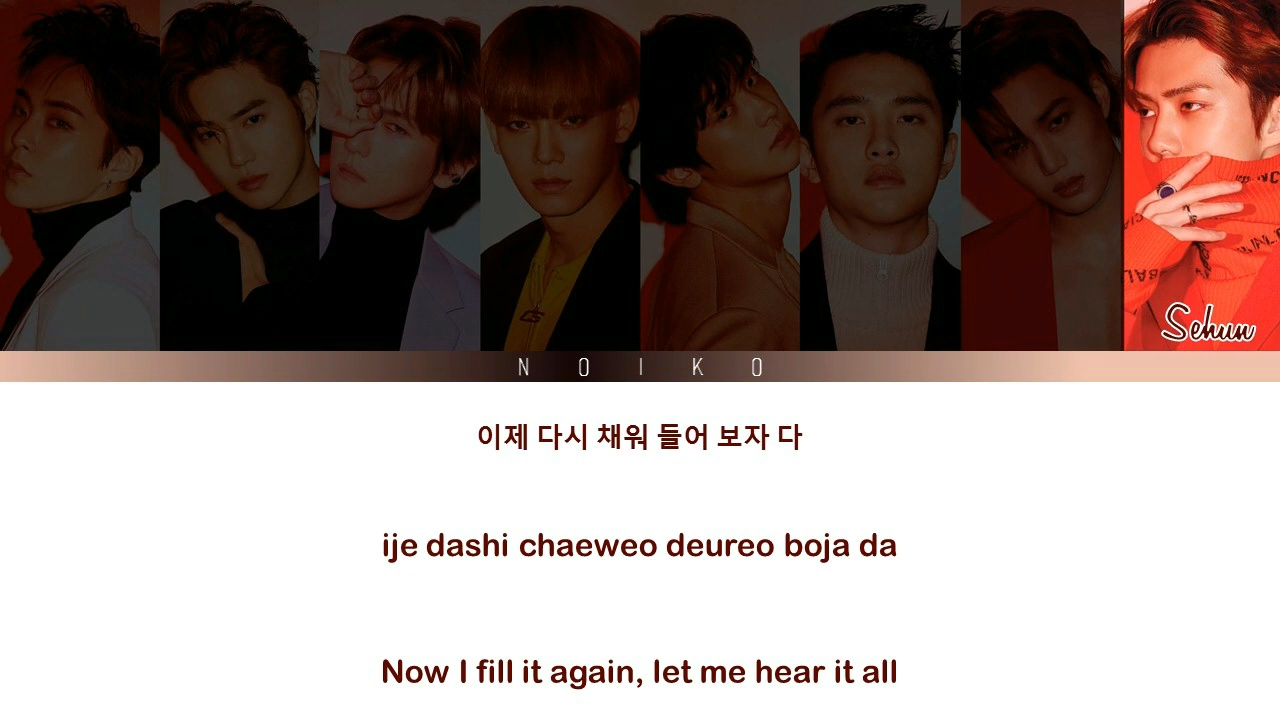 Sehun
N O I K O
이제 다시 채워 들어 보자 다
ije dashi chaeweo deureo boja da
Now I fill it again, let me hear it all